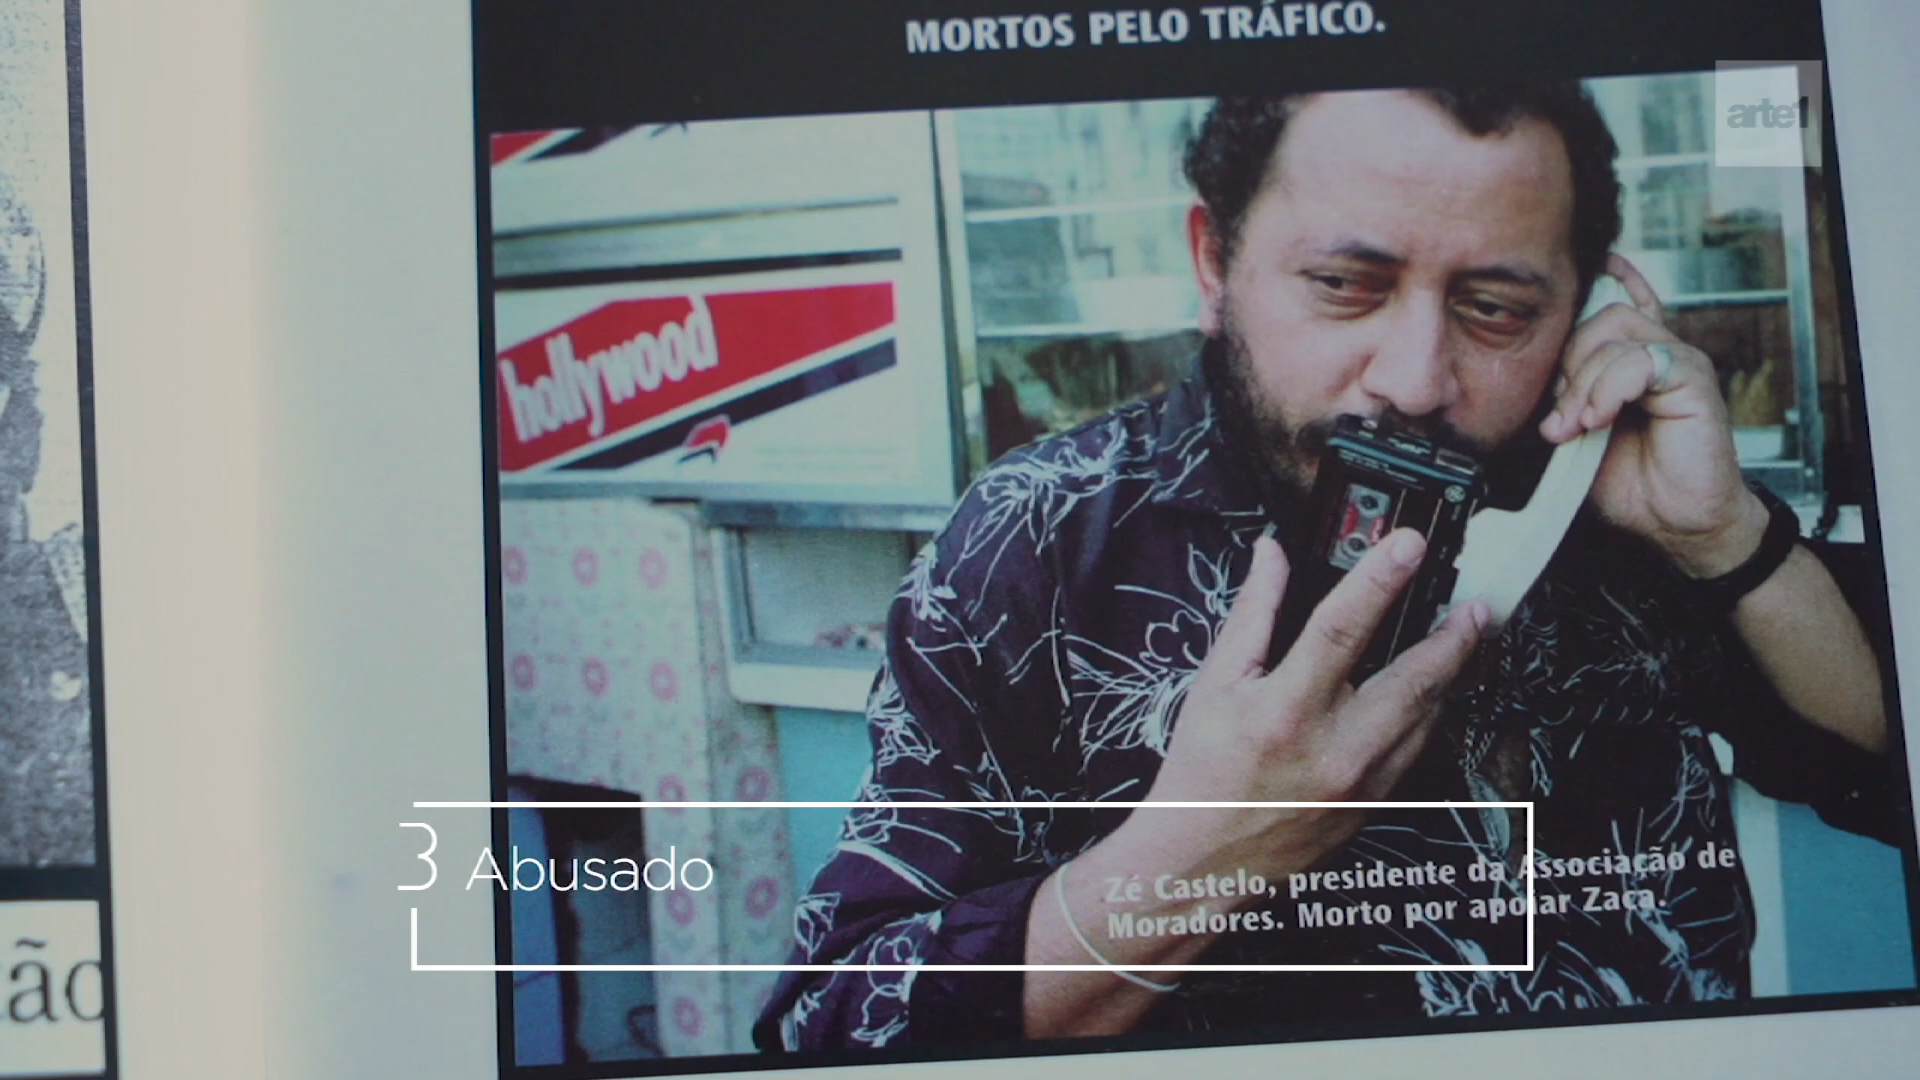 MORTOS PELO TRÁFICO.
arte1
hollywood
3 Abusado
Zé Castelo, presidente da Associação de
Moradores. Morto por apoiar Zaca.
ão